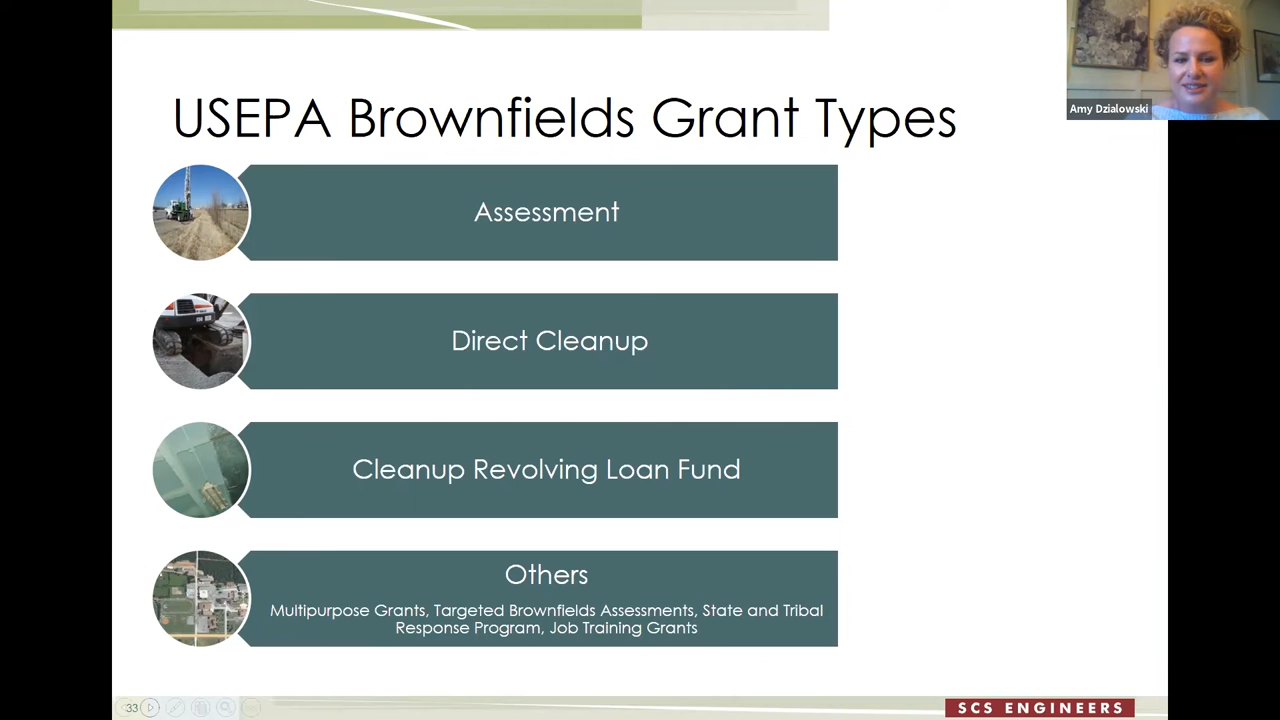 USEPA Brownfields Grant Types
Amy Dzialowski
Assessment
Direct Cleanup
Cleanup Revolving Loan Fund
Others
Multipurpose Grants, Targeted Brownfields Assessments, State and Tribal
Response Program, Job Training Grants
33
SCS ENGINEERS